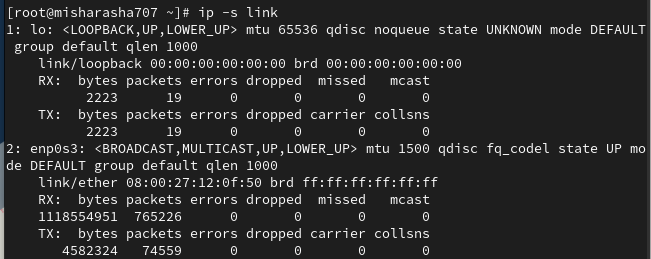 [root@misharasha707 ~]# ip -s link
1: lo: <LOOPBACK,UP,LOWER_UP> mtu 65536 qdisc noqueue state UNKNOWN mode DEFAULT
 group default qlen 1000
    link/loopback 00:00:00:00:00:00 brd 00:00:00:00:00:00
    RX:  bytes packets errors dropped  missed   mcast
          2223      19      0       0       0       0
    TX:  bytes packets errors dropped carrier collsns
          2223      19      0       0       0       0
2: enp0s3: <BROADCAST,MULTICAST,UP,LOWER_UP> mtu 1500 qdisc fq_codel state UP mo
de DEFAULT group default qlen 1000
    link/ether 08:00:27:12:0f:50 brd ff:ff:ff:ff:ff:ff
    RX:  bytes packets errors dropped  missed   mcast
    1118554951  765226      0       0       0       0
    TX:  bytes packets errors dropped carrier collsns
       4582324   74559      0       0       0       0